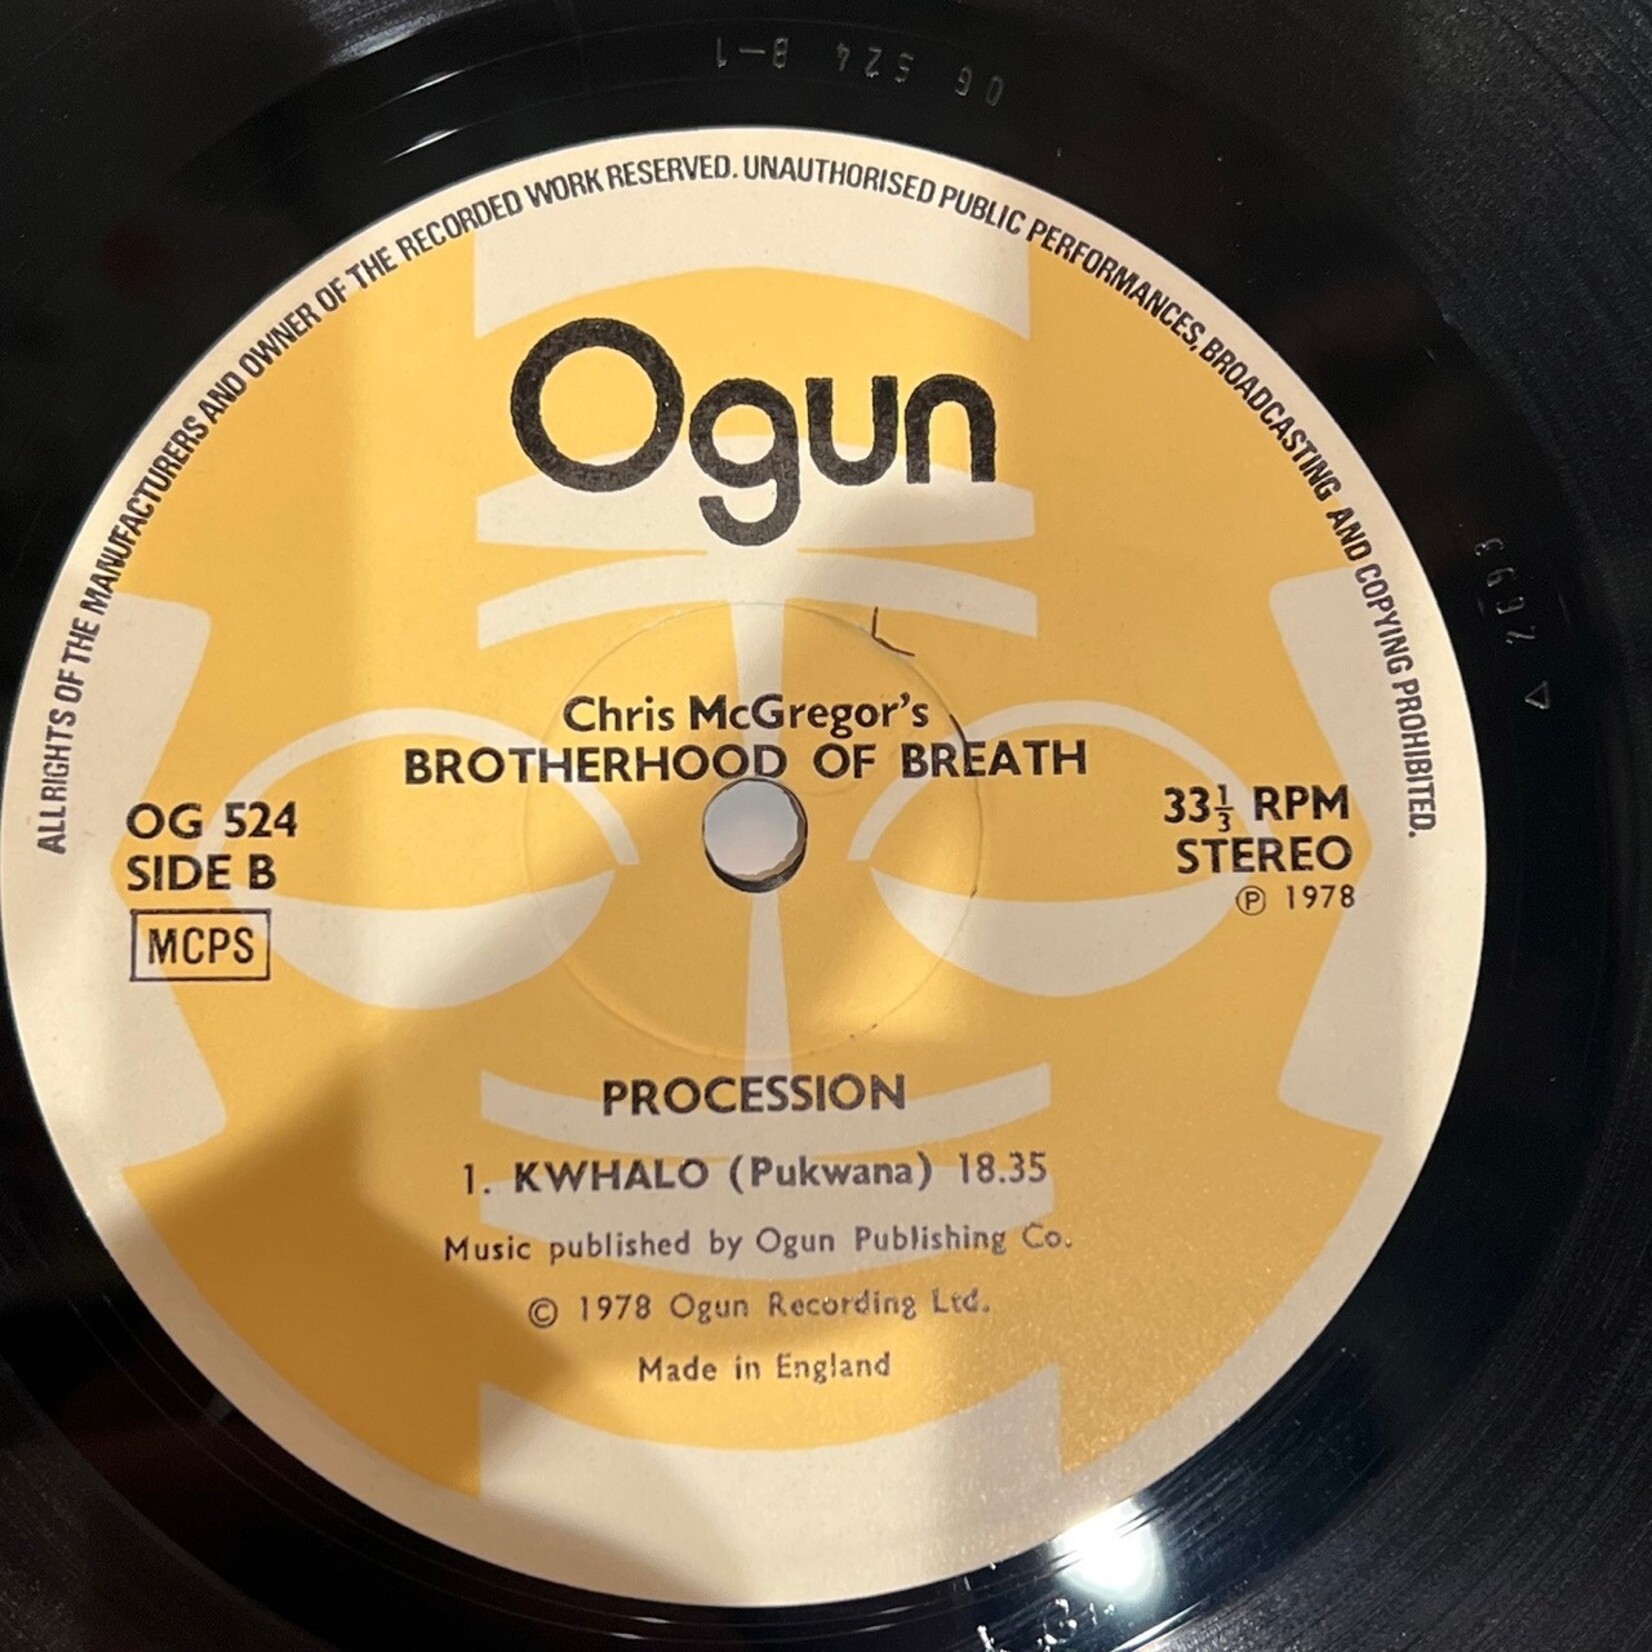 OG 524 B-1
ALL RIGHTS OF THE MANUFACTURERS AND OWNER OF THE RECORDED WORK RESERVED. UNAUTHORISED PUBLIC PERFORMANCES, BROADCASTING AND COPYING PROHIBITED.
Ogun
Chris McGregor's
BROTHERHOOD OF BREATH
OG 524
SIDE B
MCPS
33⅓ RPM
STEREO
℗ 1978
PROCESSION
1. KWHALO (Pukwana) 18.35
Music published by Ogun Publishing Co.
© 1978 Ogun Recording Ltd.
Made in England